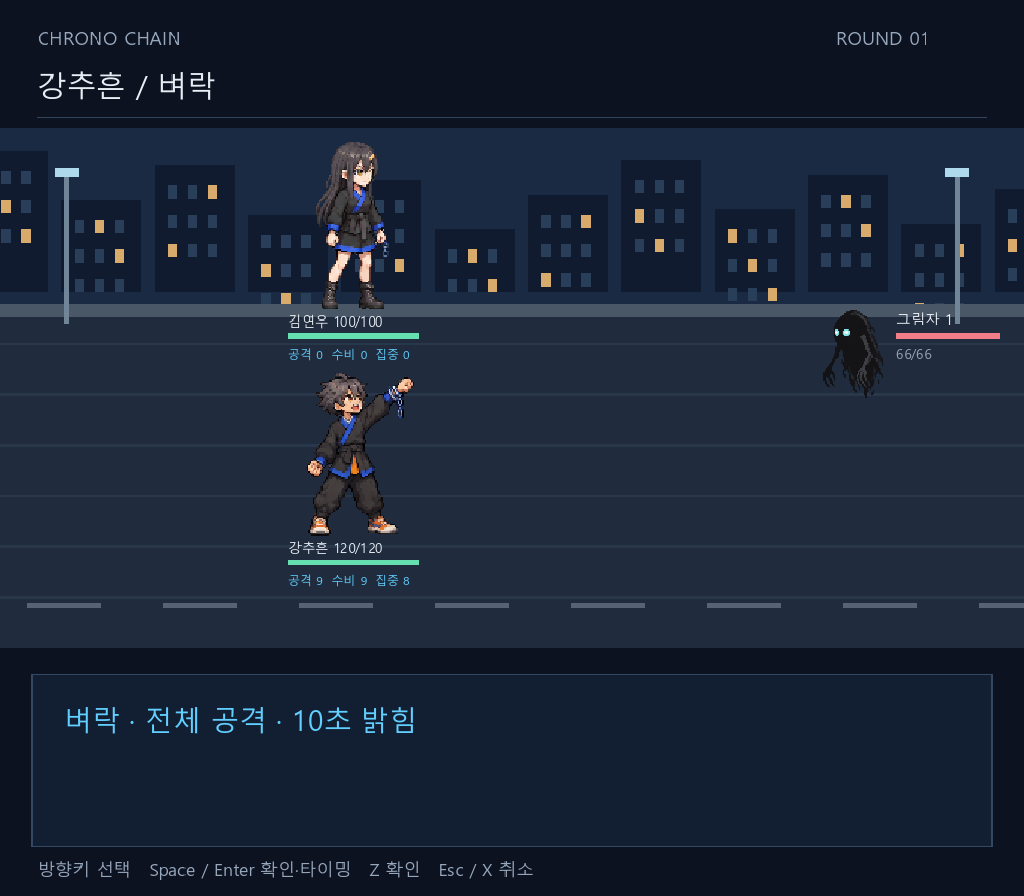 CHRONO CHAIN
ROUND 01
강추흔 / 벼락
김연우 100/100
공격 0 수비 0 집중 0
그림자 1
66/66
강추흔 120/120
공격 9 수비 9 집중 8
벼락 · 전체 공격 · 10초 밝힘
방향키 선택 Space / Enter 확인·타이밍 Z 확인 Esc / X 취소